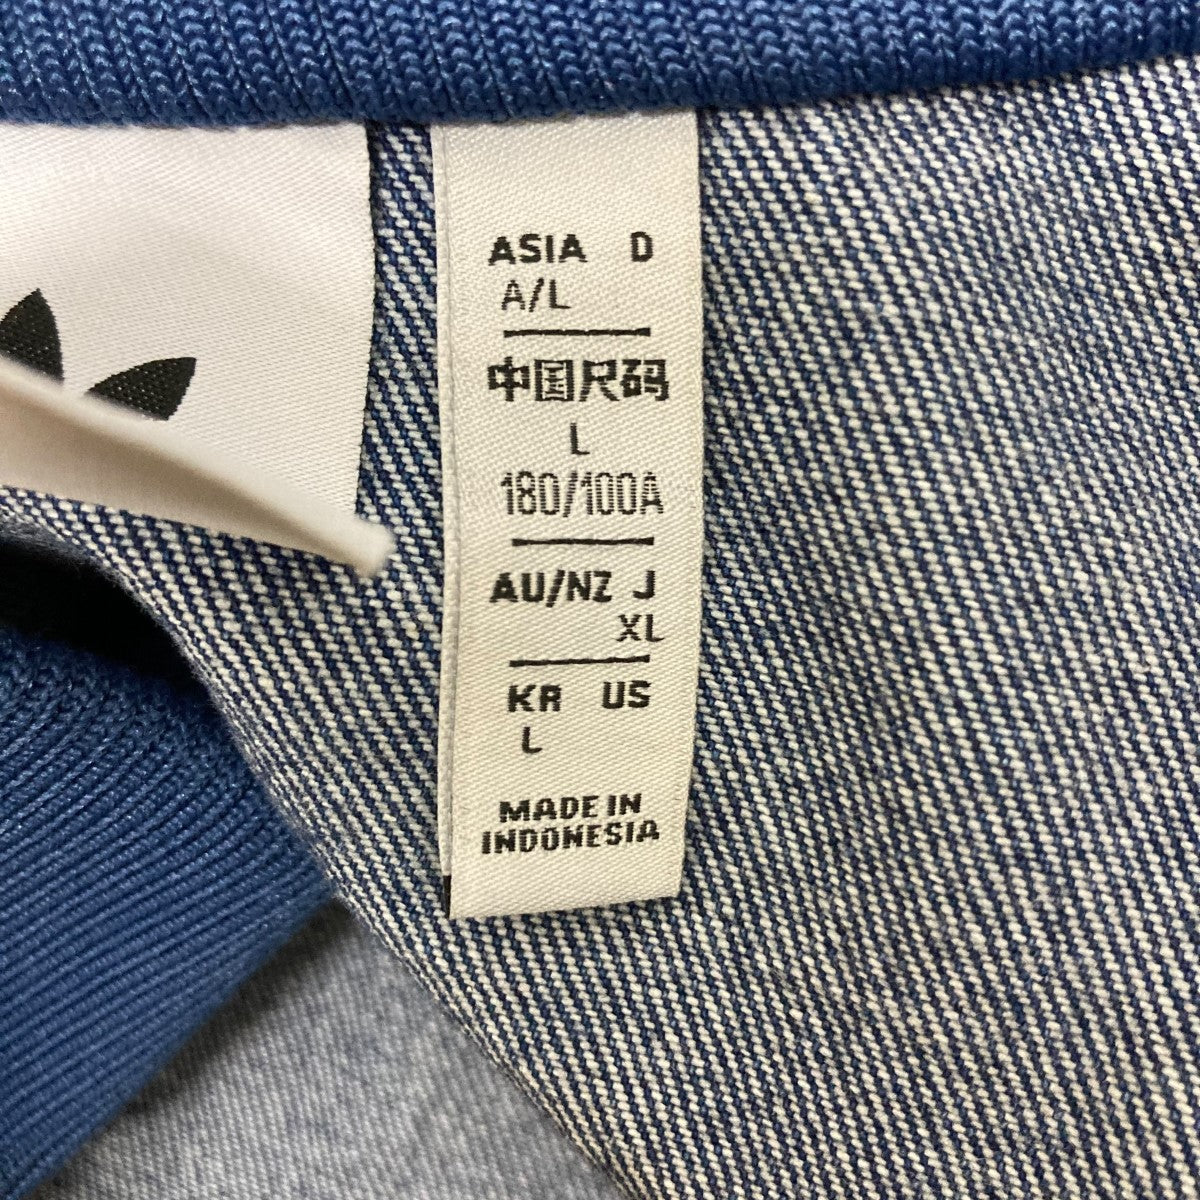 ASIA D
A/L
中国尺码
L
180/100A
AU/NZ J
XL
KR US
L
MADE IN
INDONESIA